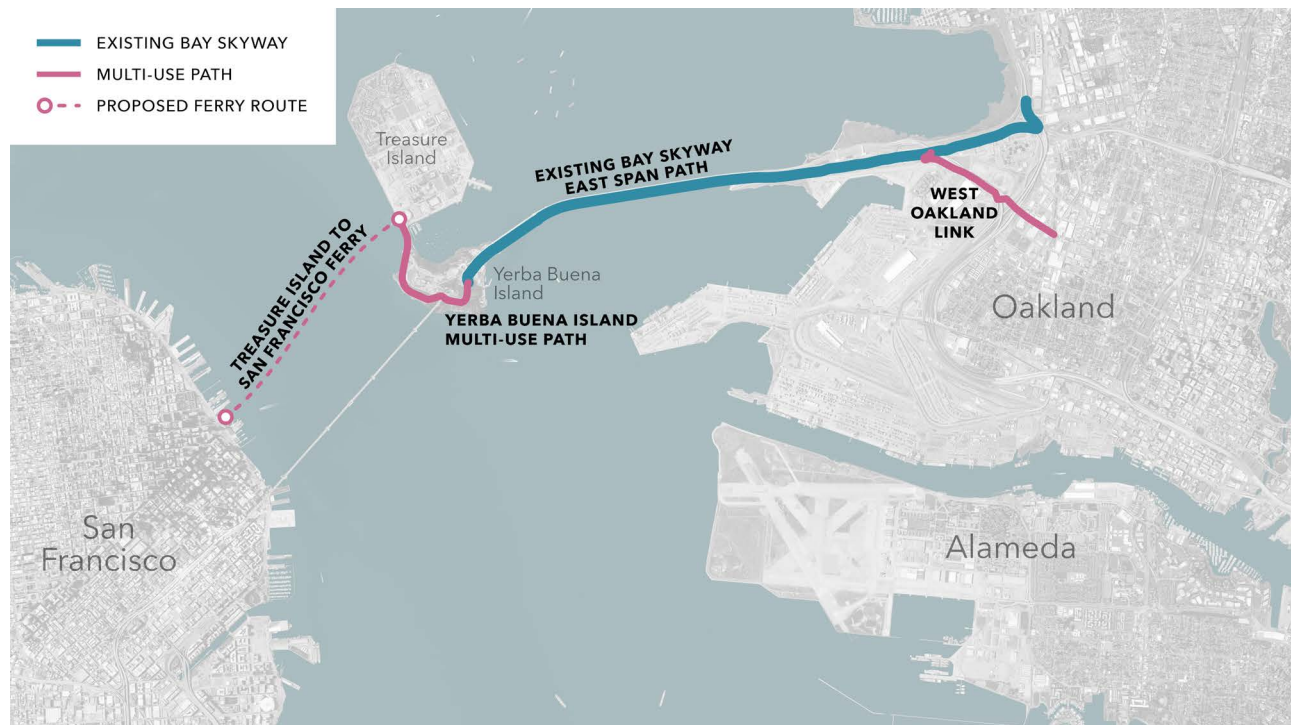 EXISTING BAY SKYWAY
MULTI-USE PATH
PROPOSED FERRY ROUTE
Treasure
Island
EXISTING BAY SKYWAY
EAST SPAN PATH
WEST
OAKLAND
LINK
TREASURE ISLAND TO
SAN FRANCISCO FERRY
Yerba Buena
Island
YERBA BUENA ISLAND
MULTI-USE PATH
Oakland
San
Francisco
Alameda